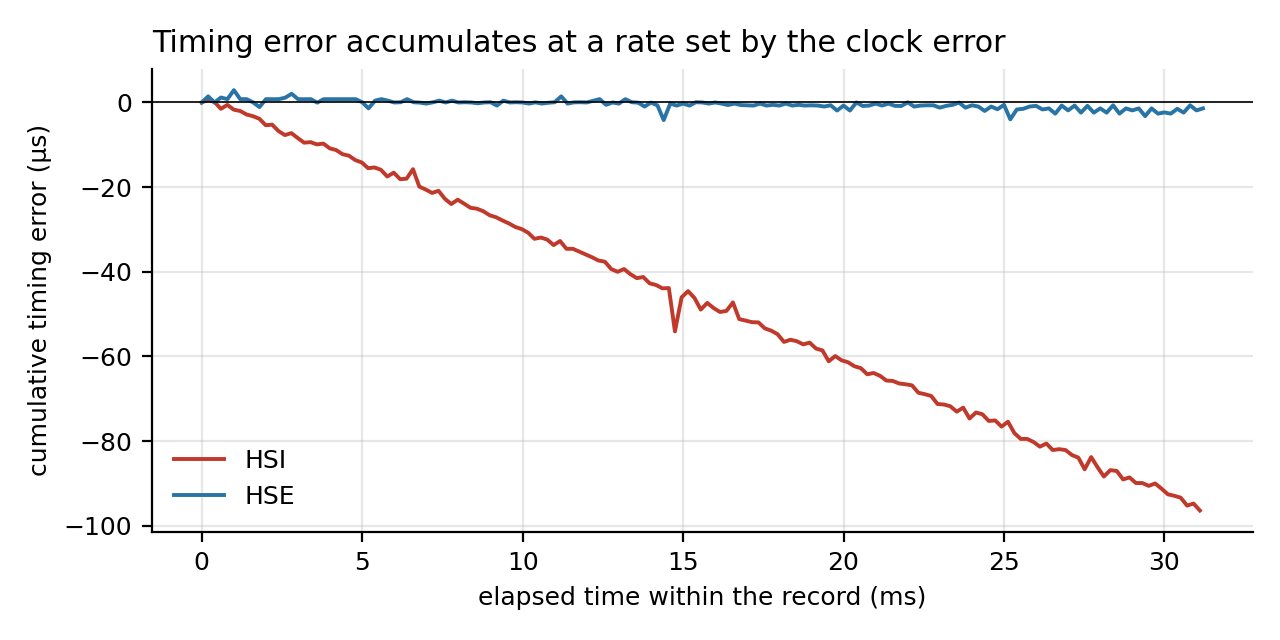 Timing error accumulates at a rate set by the clock error
cumulative timing error (µs)
0
−20
−40
−60
−80
−100
HSI
HSE
0 5 10 15 20 25 30
elapsed time within the record (ms)